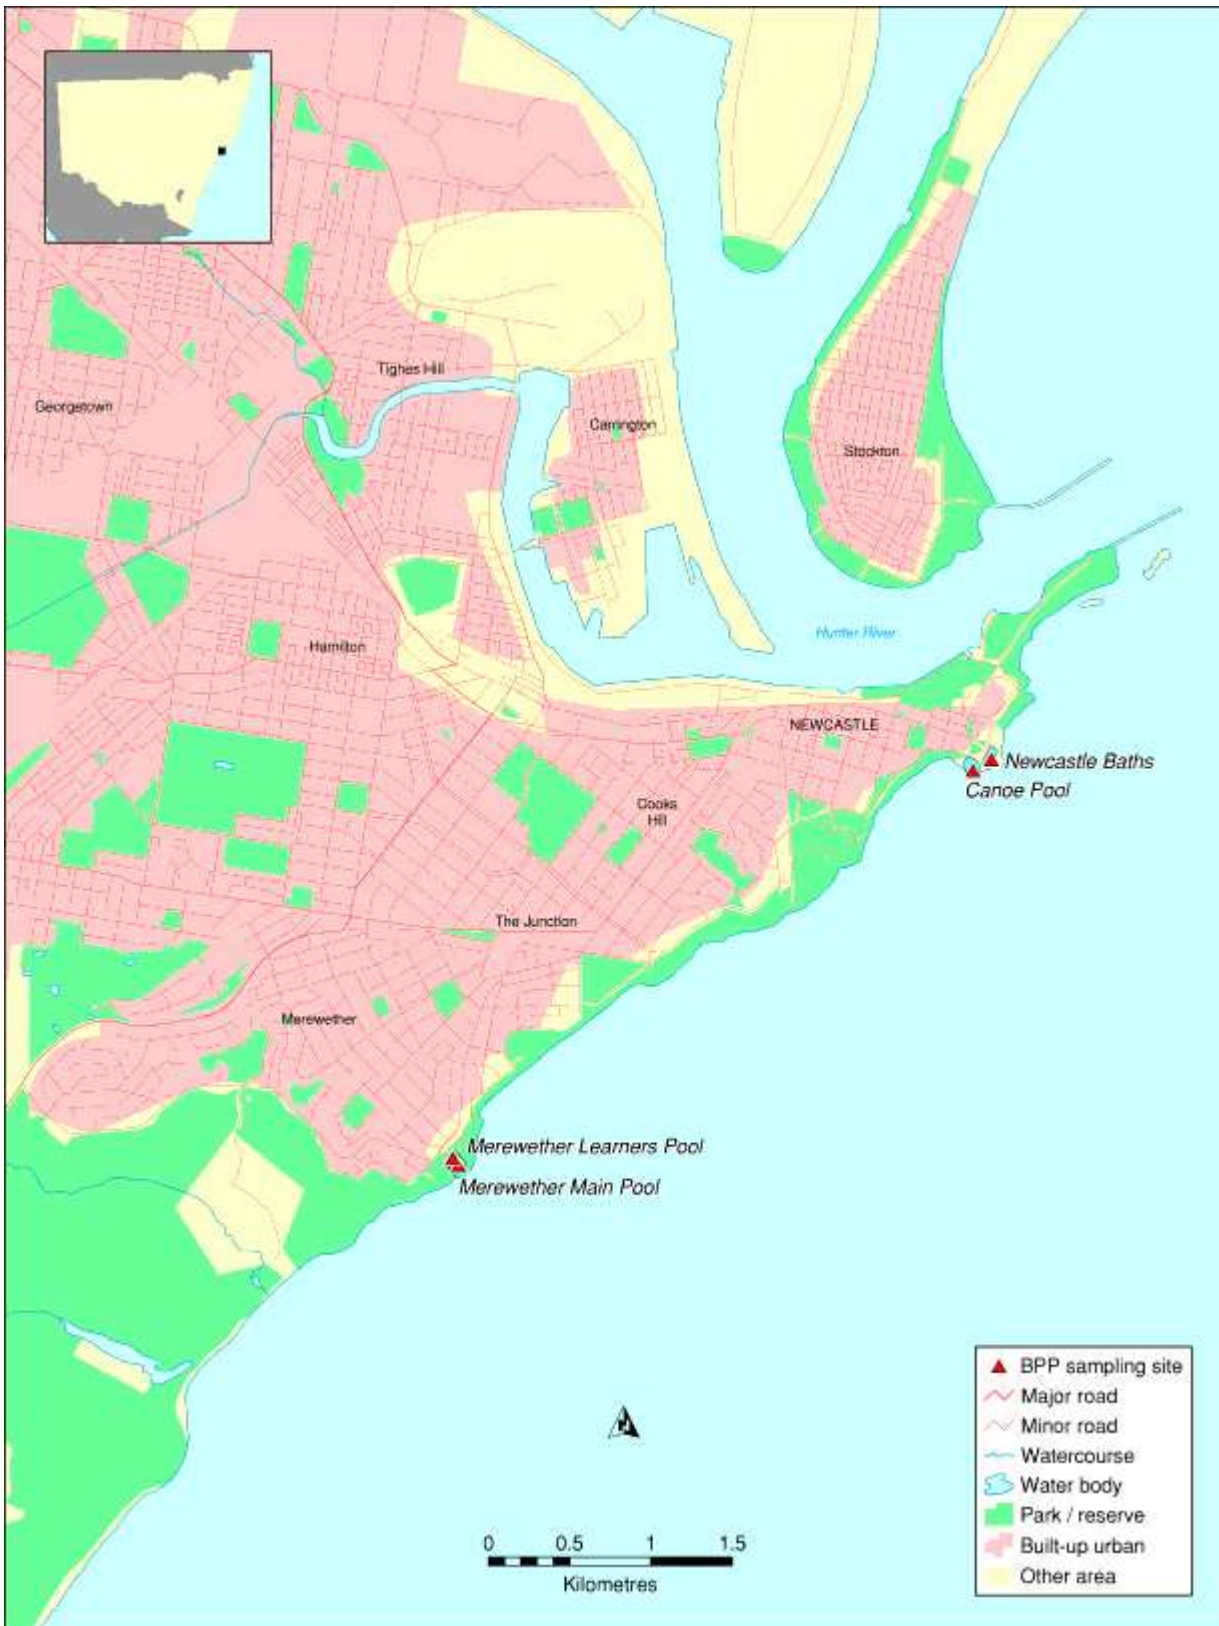 Tighes Hill
Georgetown
Carrington
Stockton
Hunter River
Hamilton
NEWCASTLE
Newcastle Baths
Canoe Pool
Cooks
Hill
The Junction
Merewether
Merewether Learners Pool
Merewether Main Pool
BPP sampling site
Major road
Minor road
Watercourse
Water body
Park / reserve
Built-up urban
Other area
0 0.5 1 1.5
Kilometres